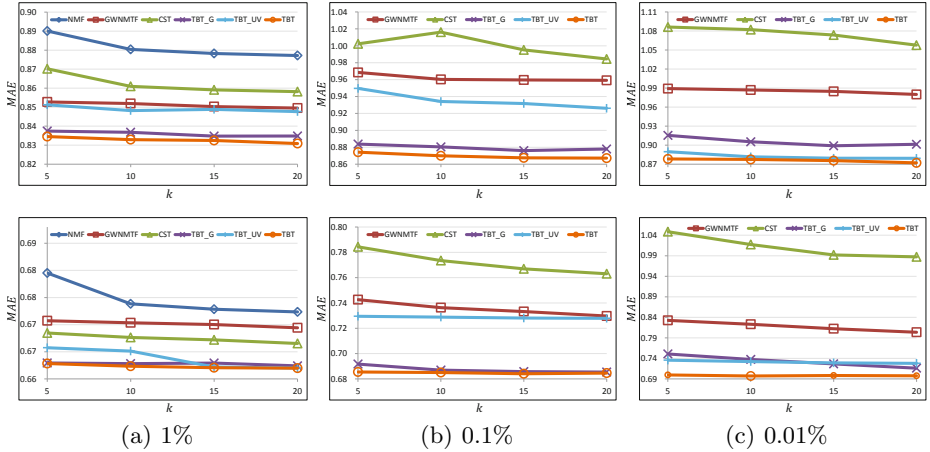 NMF GWNMTF CST TBT_G TBT_UV TBT
0.90
0.89
0.88
0.87
0.85
0.84
0.83
0.82
MAE
5 10 15 20
k
GWNMTF CST TBT_G TBT_UV TBT
1.04
1.02
1.00
0.98
0.96
0.94
0.92
0.90
0.88
0.86
MAE
5 10 15 20
k
GWNMTF CST TBT_G TBT_UV TBT
1.11
1.08
1.05
1.02
0.99
0.96
0.93
0.90
0.87
MAE
5 10 15 20
k
NMF GWNMTF CST TBT_G TBT_UV TBT
0.69
0.68
0.68
0.67
0.67
0.66
MAE
5 10 15 20
k
GWNMTF CST TBT_G TBT_UV TBT
0.80
0.78
0.76
0.74
0.72
0.70
0.68
MAE
5 10 15 20
k
GWNMTF CST TBT_G TBT_UV TBT
1.04
0.99
0.94
0.89
0.84
0.79
0.74
0.69
MAE
5 10 15 20
k
(a) 1%
(b) 0.1%
(c) 0.01%